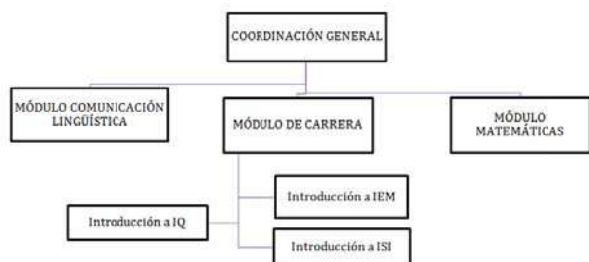 COORDINACIÓN GENERAL
MÓDULO COMUNICACIÓN
LINGÜÍSTICA
MÓDULO DE CARRERA
MÓDULO
MATEMÁTICAS
Introducción a IEM
Introducción a IQ
Introducción a ISI